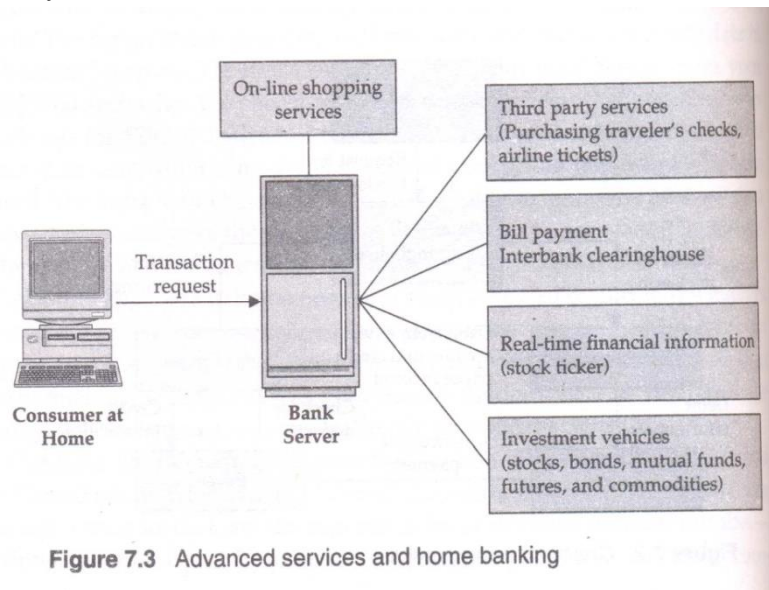 On-line shopping
services
Third party services
(Purchasing traveler's checks,
airline tickets)
Bill payment
Interbank clearinghouse
Transaction
request
Real-time financial information
(stock ticker)
Consumer at
Home
Bank
Server
Investment vehicles
(stocks, bonds, mutual funds,
futures, and commodities)
Figure 7.3 Advanced services and home banking